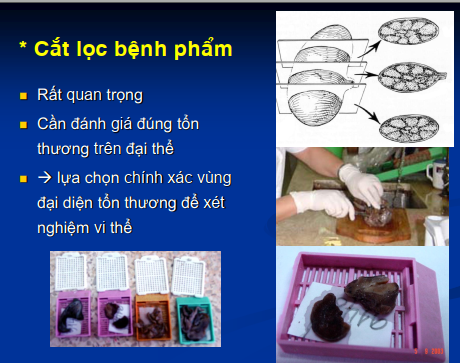 * Cắt lọc bệnh phẩm
Rất quan trọng
Cần đánh giá đúng tổn
thương trên đại thể
→ lựa chọn chính xác vùng
đại diện tổn thương để xét
nghiệm vi thể